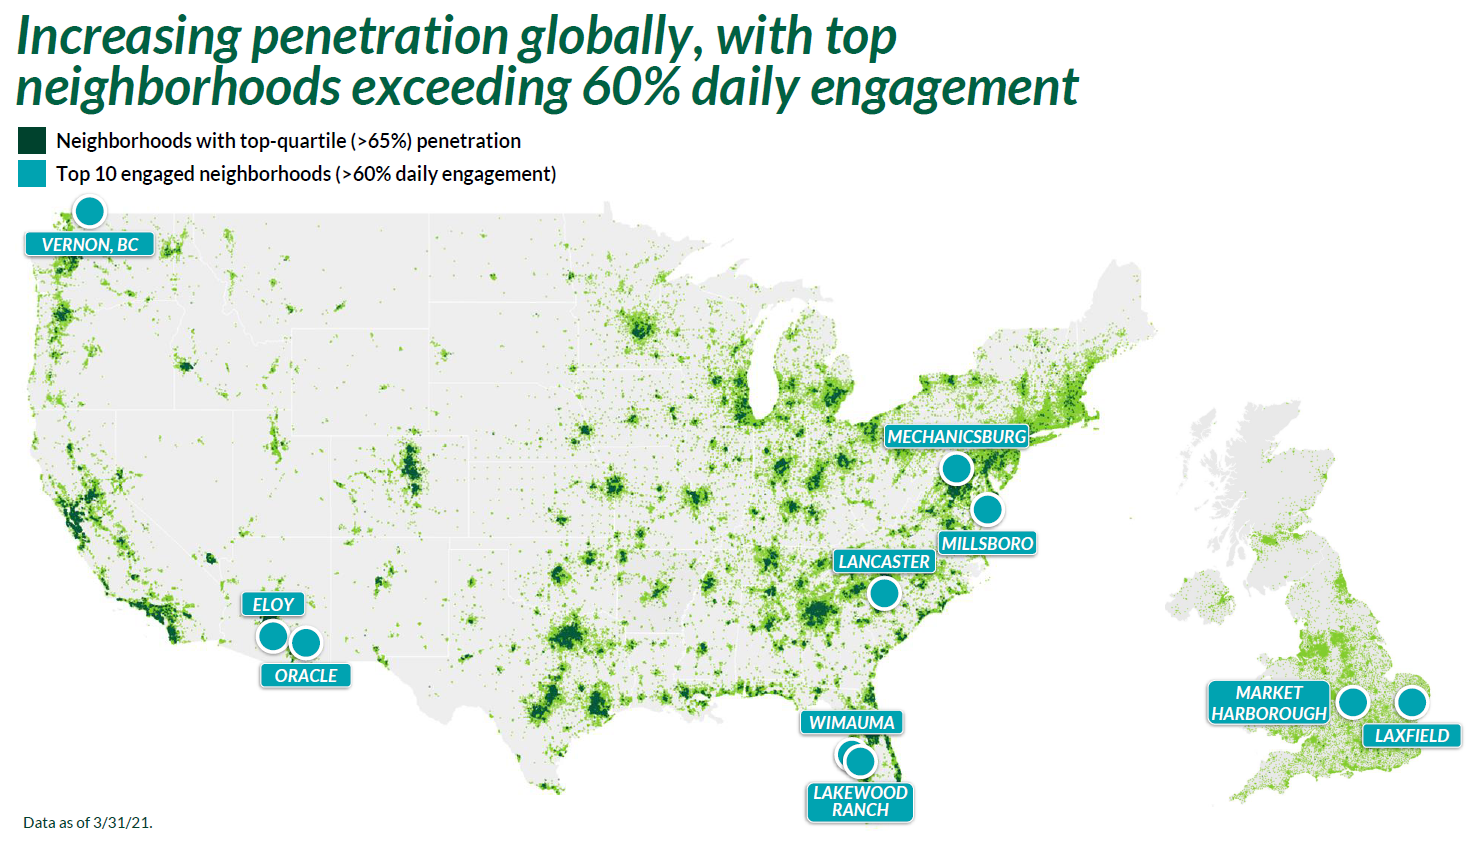 Increasing penetration globally, with top
neighborhoods exceeding 60% daily engagement
Neighborhoods with top-quartile (>65%) penetration
Top 10 engaged neighborhoods (>60% daily engagement)
VERNON, BC
MECHANICSBURG
MILLSBORO
LANCASTER
ELOY
ORACLE
WIMAUMA
LAKEWOOD
RANCH
MARKET
HARBOROUGH
LAXFIELD
Data as of 3/31/21.